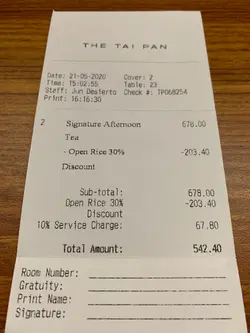 THE TAI PAN
Date: 21-05-2020 Cover: 2
Time: 15:02:55 Table: 23
Staff: Jun Desierto Check #: TP068254
Print: 16:16:30
2 Signature Afternoon 678.00
Tea
- Open Rice 30% -203.40
Discount
Sub-total: 678.00
Open Rice 30% -203.40
Discount
10% Service Charge: 67.80
Total Amount: 542.40
Room Number:
Gratuity:
Print Name:
Signature: